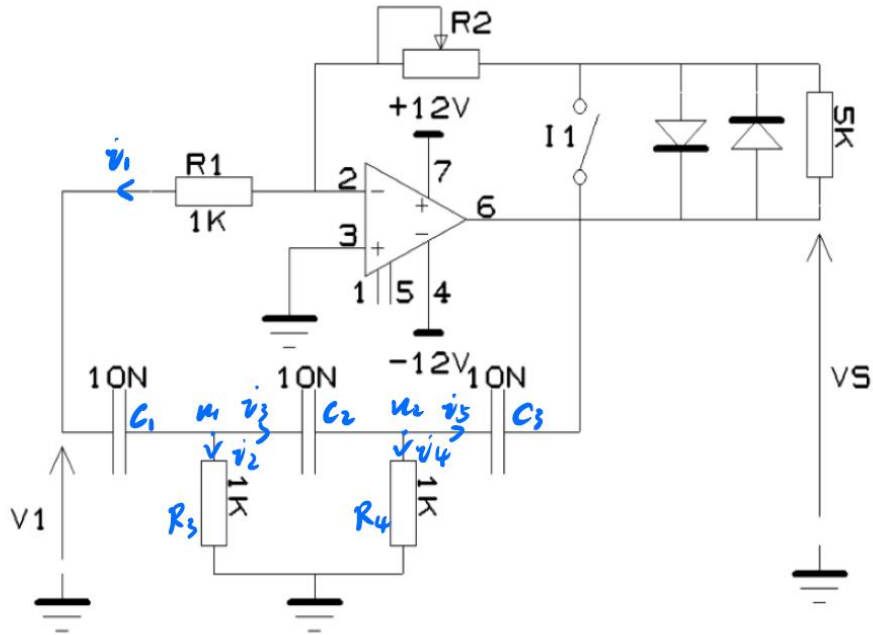 R2
+12V
I1
5K
i1
R1
1K
2
7
6
3
1
5
4
-12V
VS
10N
10N
10N
C1
u1
i3
C2
u2
i5
C3
i2
i4
V1
R3
1K
R4
1K
-
+
+
-